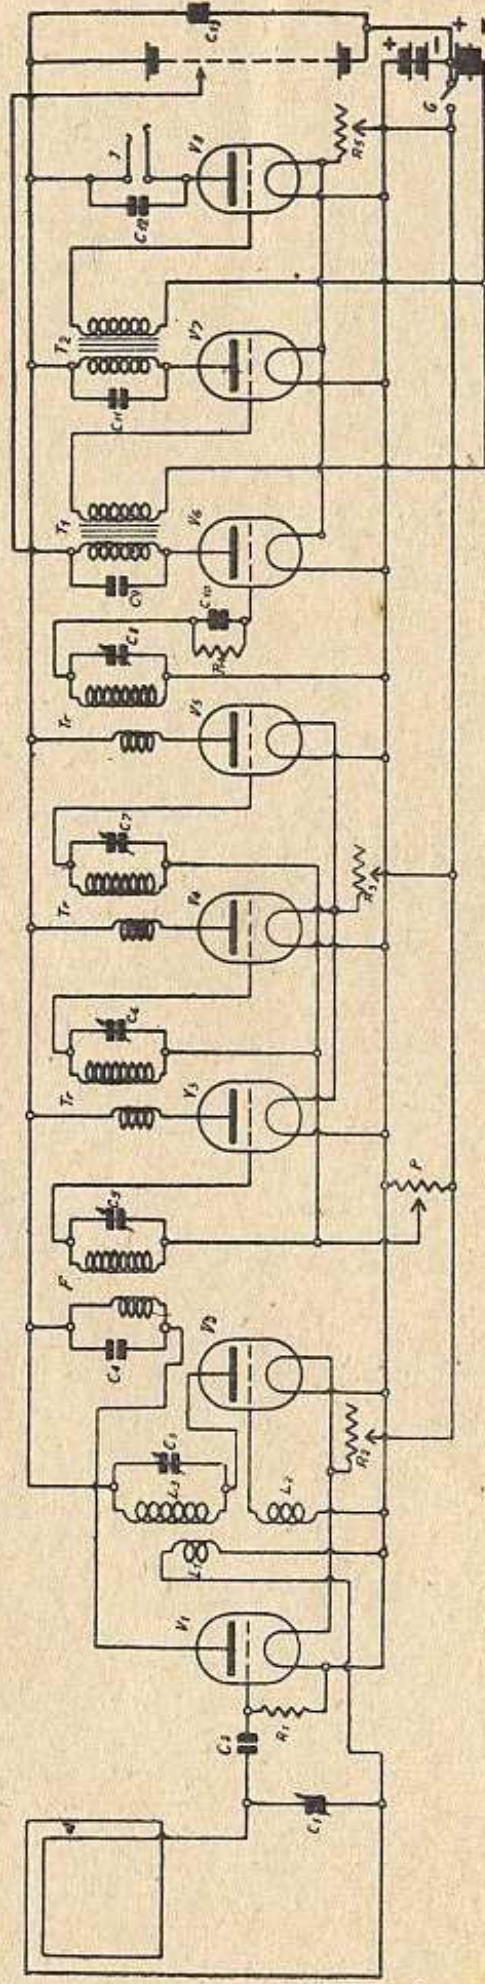 A
C1
C2
R1
V1
L1
L3
C3
L2
V2
R2
C4
F
C5
P
V3
Tr
C6
V4
Tr
C7
R3
V5
Tr
C8
R4
C10
V6
C9
T1
C11
T2
V7
C12
J
V8
R5
C13
+
-
G
+
-